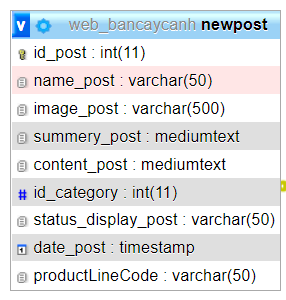 v web_bancaycanh newpost
id_post : int(11)
name_post : varchar(50)
image_post : varchar(500)
summery_post : mediumtext
content_post : mediumtext
# id_category : int(11)
status_display_post : varchar(50)
date_post : timestamp
productLineCode : varchar(50)